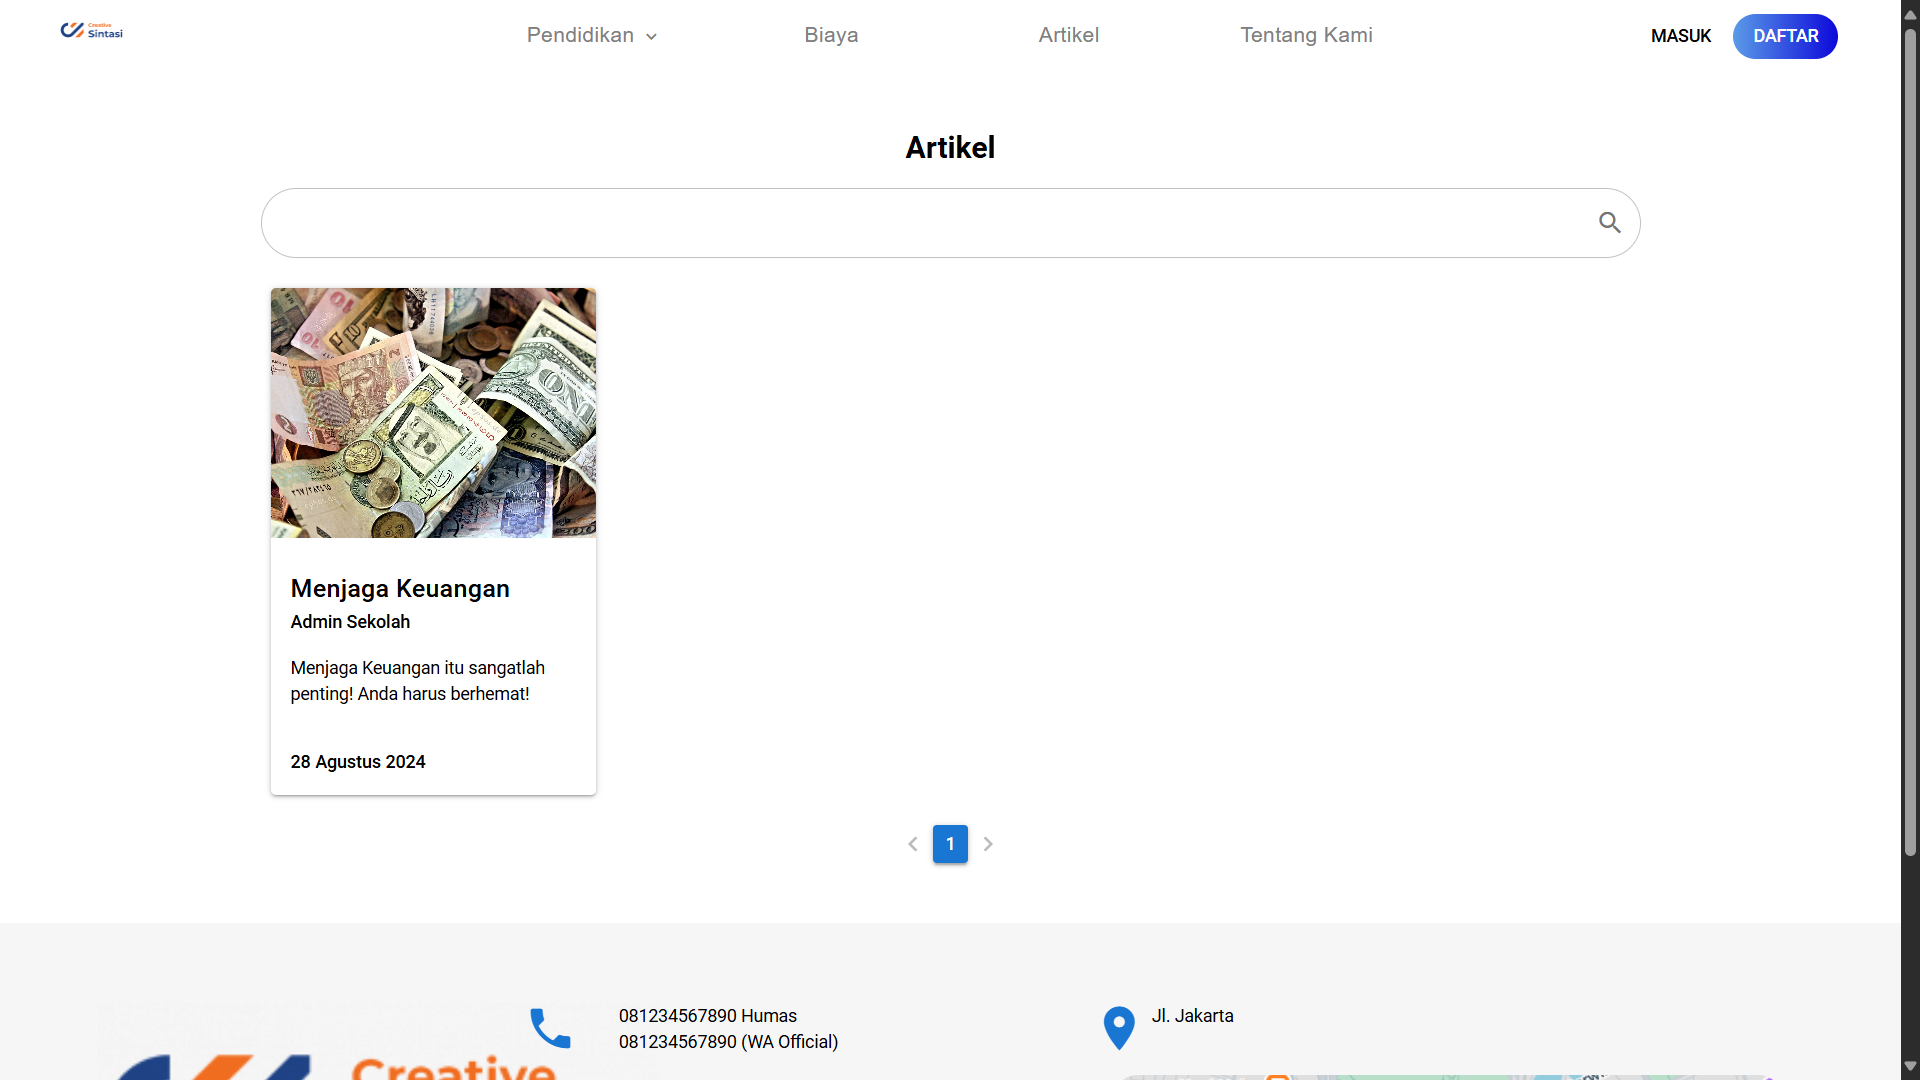 Creative
Sintasi
Pendidikan
Biaya
Artikel
Tentang Kami
MASUK
DAFTAR
Artikel
Menjaga Keuangan
Admin Sekolah
Menjaga Keuangan itu sangatlah
penting! Anda harus berhemat!
28 Agustus 2024
1
081234567890 Humas
081234567890 (WA Official)
Jl. Jakarta
Creative